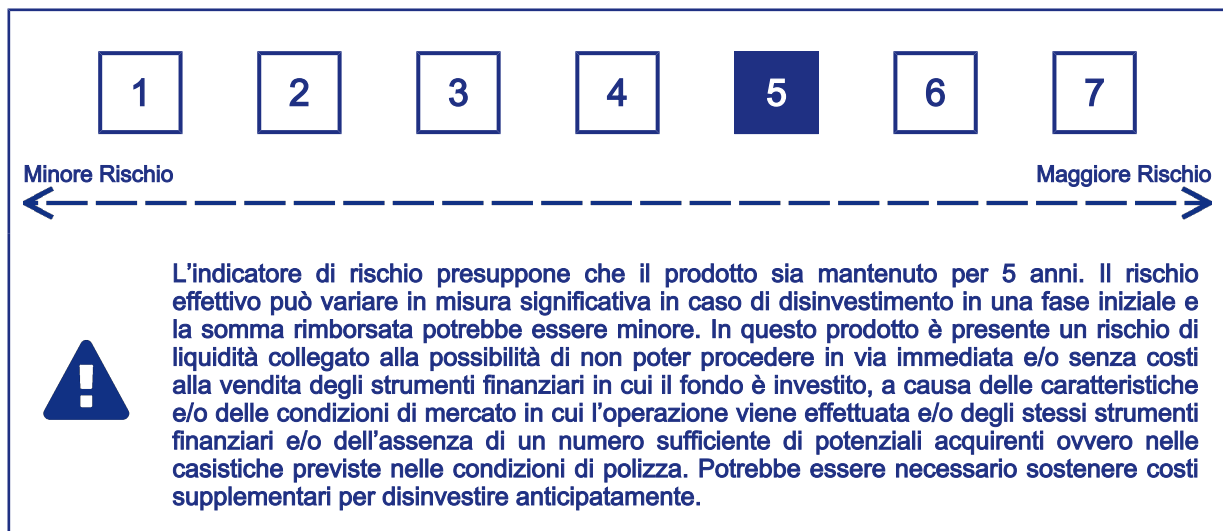 1 2 3 4 5 6 7
Minore Rischio Maggiore Rischio
L’indicatore di rischio presuppone che il prodotto sia mantenuto per 5 anni. Il rischio
effettivo può variare in misura significativa in caso di disinvestimento in una fase iniziale e
la somma rimborsata potrebbe essere minore. In questo prodotto è presente un rischio di
liquidità collegato alla possibilità di non poter procedere in via immediata e/o senza costi
alla vendita degli strumenti finanziari in cui il fondo è investito, a causa delle caratteristiche
e/o delle condizioni di mercato in cui l’operazione viene effettuata e/o degli stessi strumenti
finanziari e/o dell’assenza di un numero sufficiente di potenziali acquirenti ovvero nelle
casistiche previste nelle condizioni di polizza. Potrebbe essere necessario sostenere costi
supplementari per disinvestire anticipatamente.